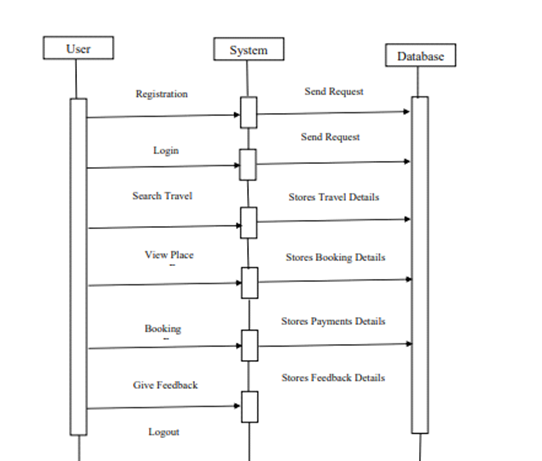 User
System
Database
Registration
Send Request
Login
Send Request
Search Travel
Stores Travel Details
View Place
Stores Booking Details
Booking
Stores Payments Details
Give Feedback
Stores Feedback Details
Logout